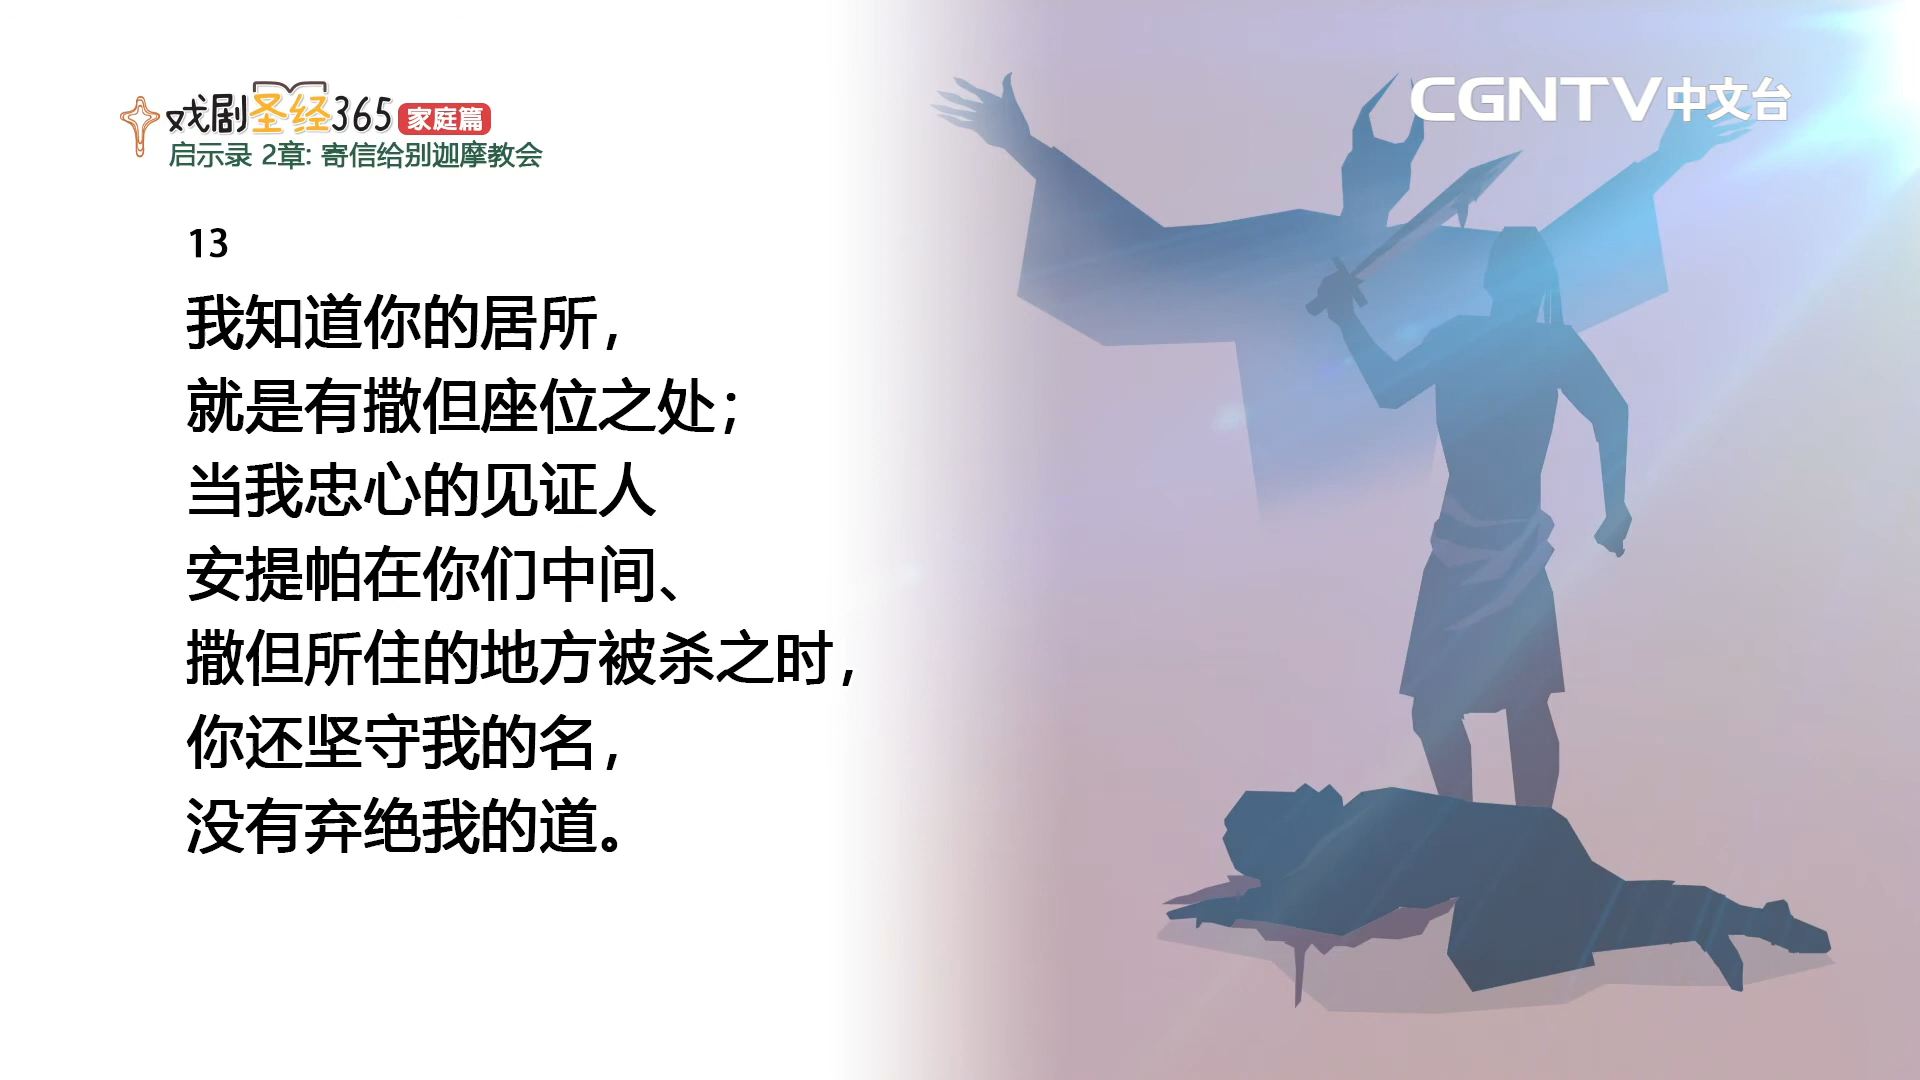 戏剧圣经365 家庭篇
启示录 2章: 寄信给别迦摩教会
CGNTV中文台
13
我知道你的居所，
就是有撒但座位之处；
当我忠心的见证人
安提帕在你们中间、
撒但所住的地方被杀之时，
你还坚守我的名，
没有弃绝我的道。